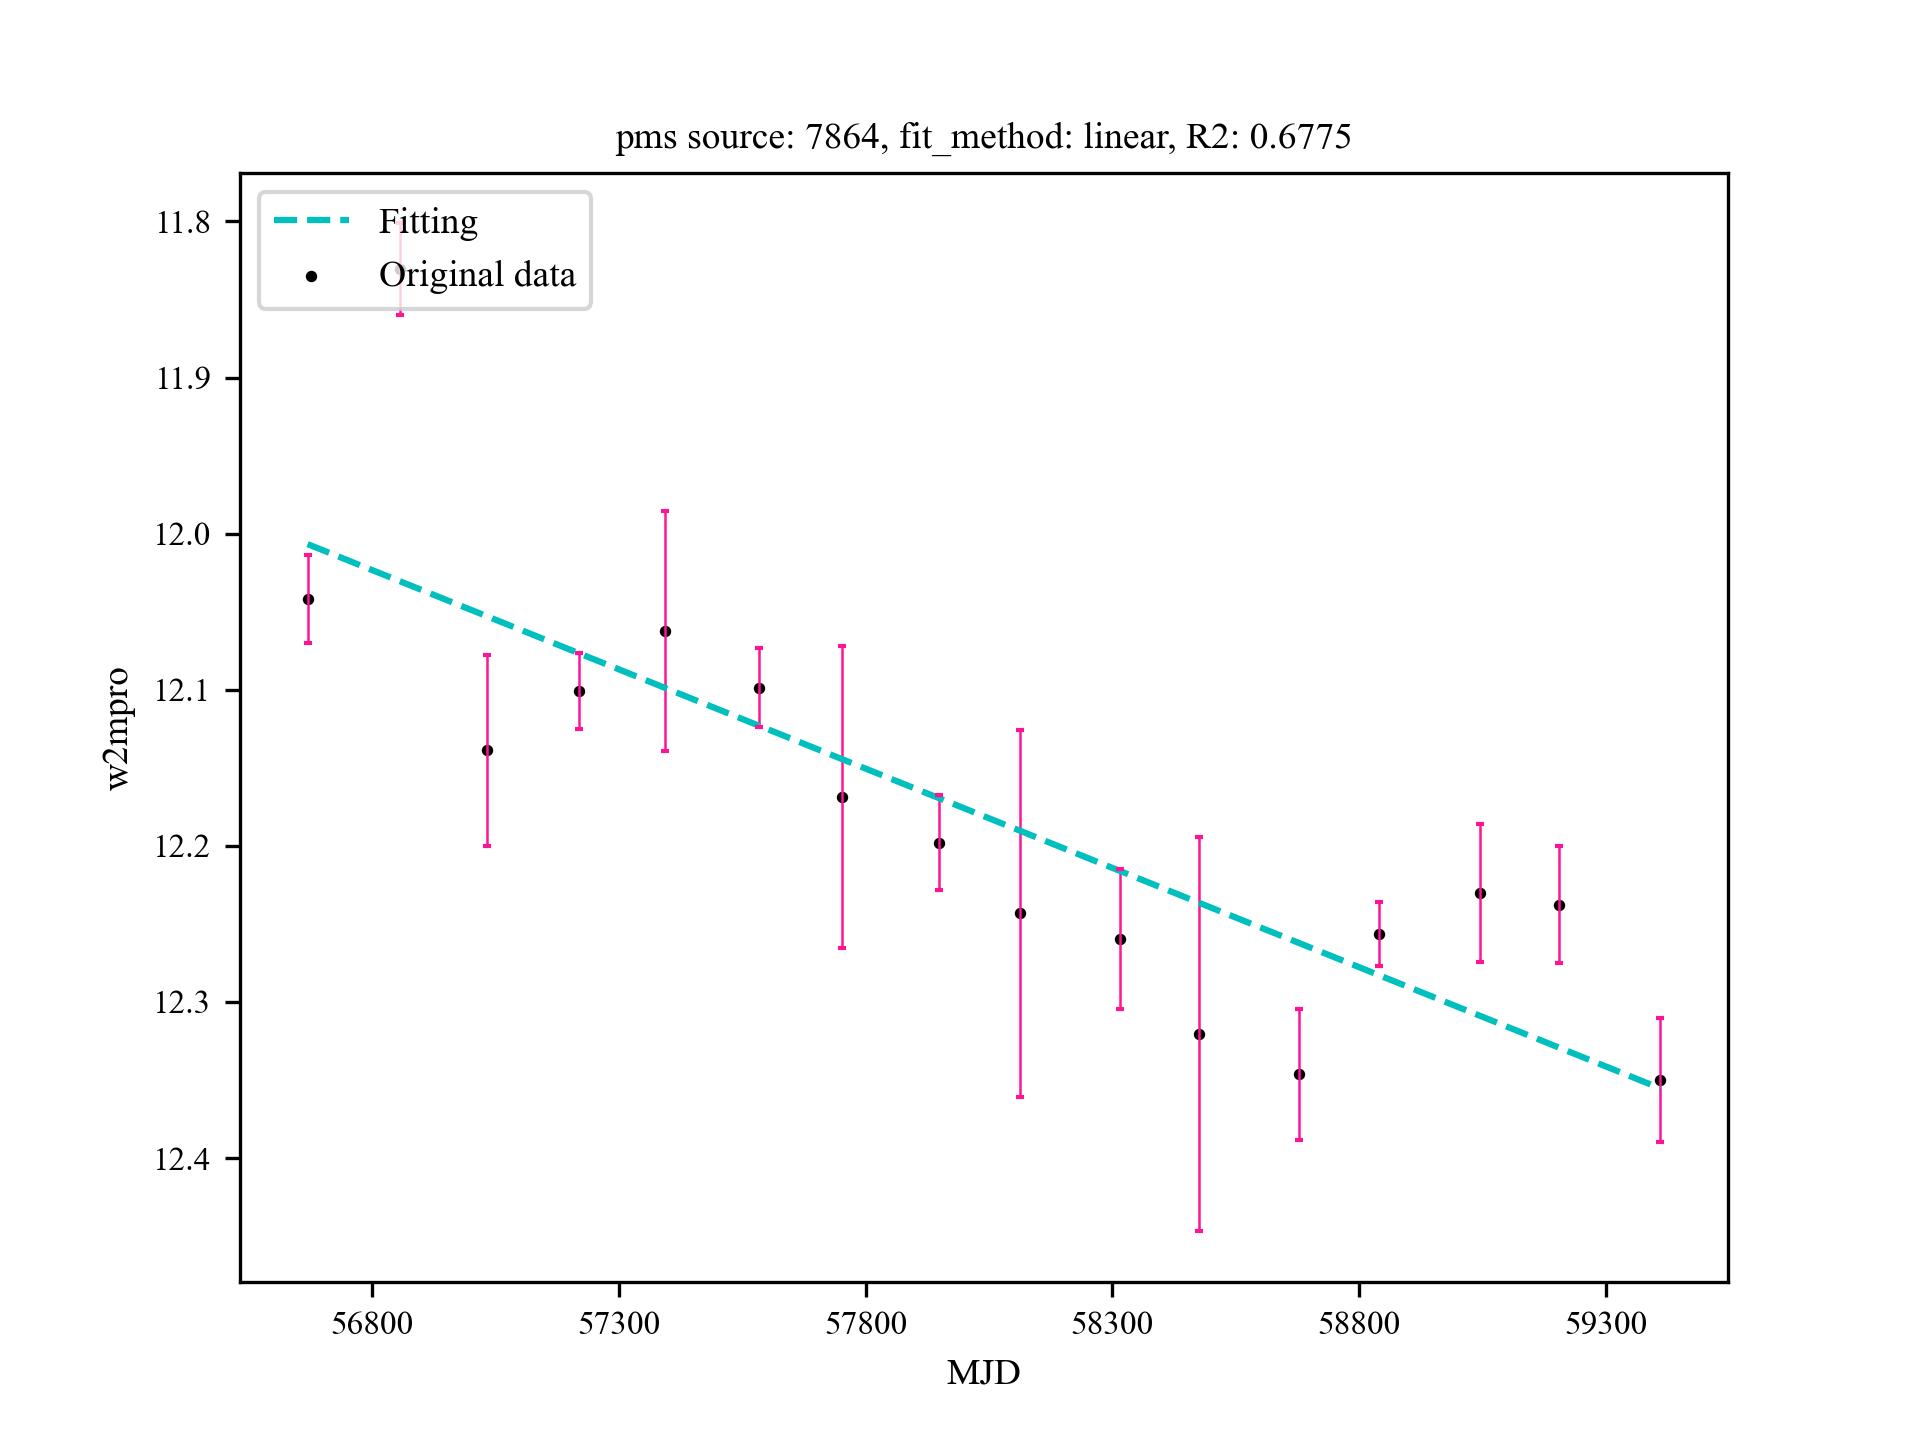 pms source: 7864, fit_method: linear, R2: 0.6775
Fitting
Original data
11.8
11.9
12.0
12.1
12.2
12.3
12.4
w2mpro
56800 57300 57800 58300 58800 59300
MJD